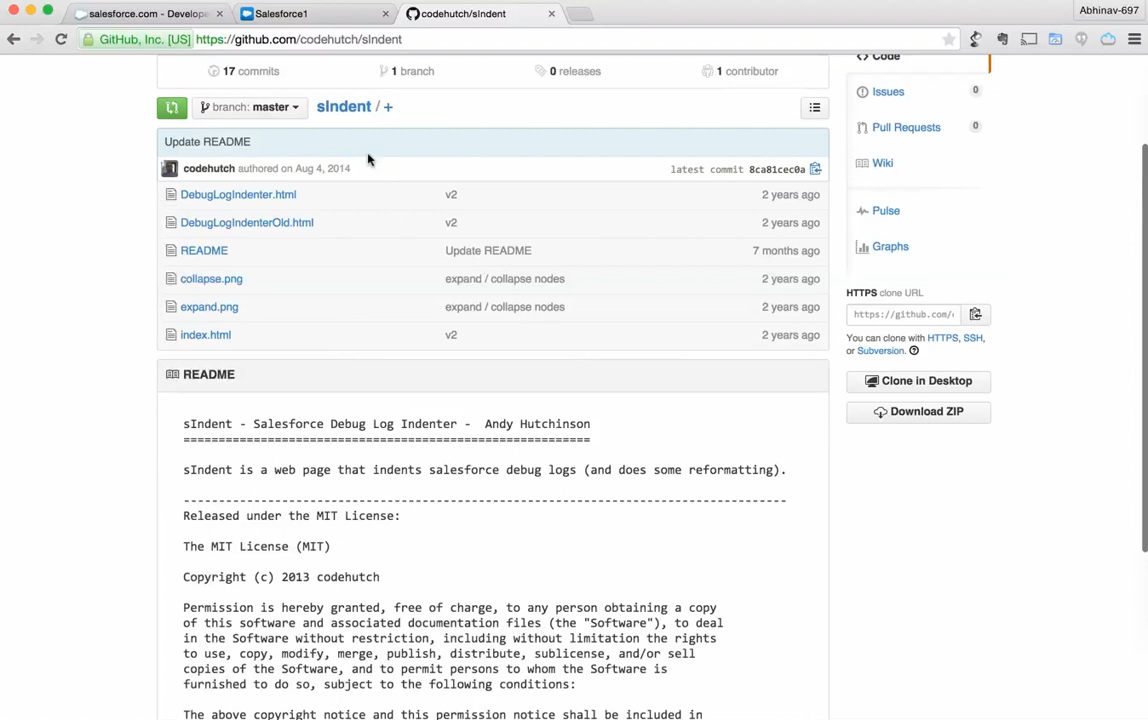 salesforce.com - Develope
Salesforce1
codehutch/sIndent
Abhinav-697
GitHub, Inc. [US] https://github.com/codehutch/sIndent
17 commits
1 branch
0 releases
1 contributor
branch: master
sIndent / +
Update README
codehutch authored on Aug 4, 2014
latest commit 8ca81cec0a
DebugLogIndenter.html v2 2 years ago
DebugLogIndenterOld.html v2 2 years ago
README Update README 7 months ago
collapse.png expand / collapse nodes 2 years ago
expand.png expand / collapse nodes 2 years ago
index.html v2 2 years ago
README
sIndent - Salesforce Debug Log Indenter - Andy Hutchinson
==========================================================
sIndent is a web page that indents salesforce debug logs (and does some reformatting).
--------------------------------------------------------------------------------------
Released under the MIT License:
The MIT License (MIT)
Copyright (c) 2013 codehutch
Permission is hereby granted, free of charge, to any person obtaining a copy
of this software and associated documentation files (the "Software"), to deal
in the Software without restriction, including without limitation the rights
to use, copy, modify, merge, publish, distribute, sublicense, and/or sell
copies of the Software, and to permit persons to whom the Software is
furnished to do so, subject to the following conditions:
The above copyright notice and this permission notice shall be included in
Code
Issues 0
Pull Requests 0
Wiki
Pulse
Graphs
HTTPS clone URL
https://github.com/
You can clone with HTTPS, SSH,
or Subversion.
Clone in Desktop
Download ZIP